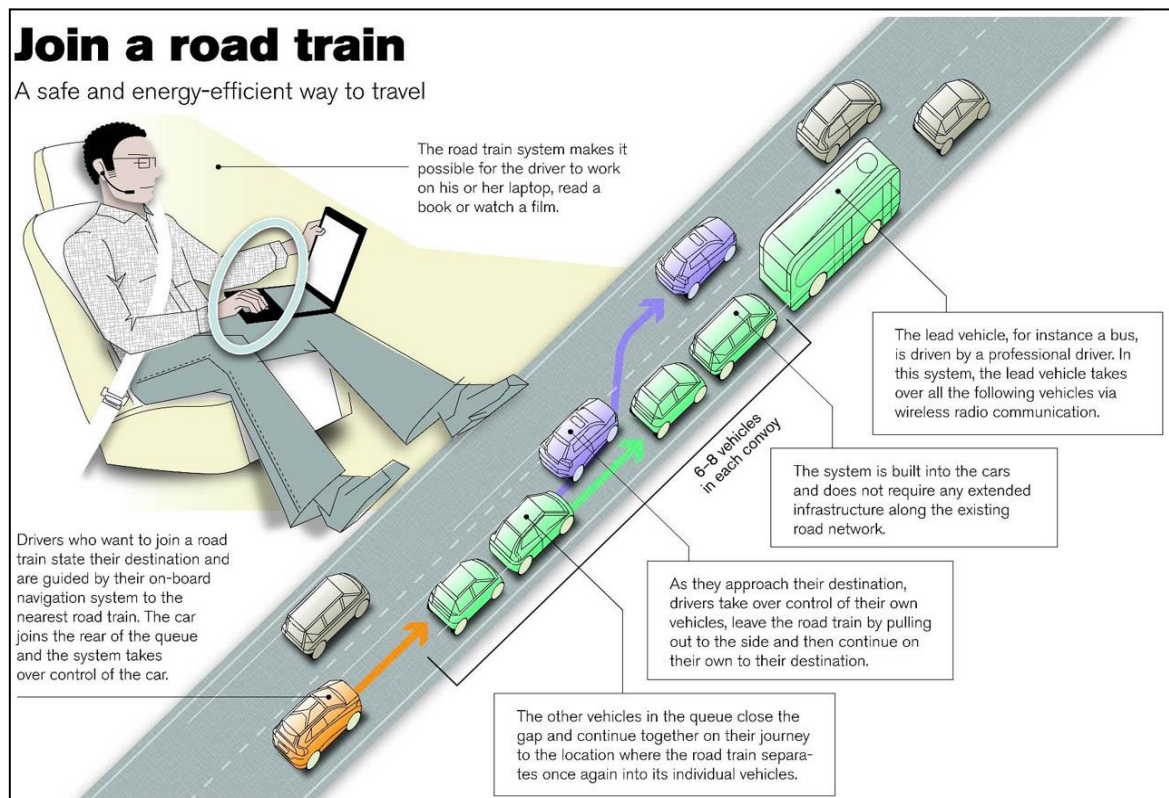 Join a road train
A safe and energy-efficient way to travel
The road train system makes it
possible for the driver to work
on his or her laptop, read a
book or watch a film.
The lead vehicle, for instance a bus,
is driven by a professional driver. In
this system, the lead vehicle takes
over all the following vehicles via
wireless radio communication.
6–8 vehicles
in each convoy
The system is built into the cars
and does not require any extended
infrastructure along the existing
road network.
Drivers who want to join a road
train state their destination and
are guided by their on-board
navigation system to the
nearest road train. The car
joins the rear of the queue
and the system takes
over control of the car.
As they approach their destination,
drivers take over control of their own
vehicles, leave the road train by pulling
out to the side and then continue on
their own to their destination.
The other vehicles in the queue close the
gap and continue together on their journey
to the location where the road train separa-
tes once again into its individual vehicles.